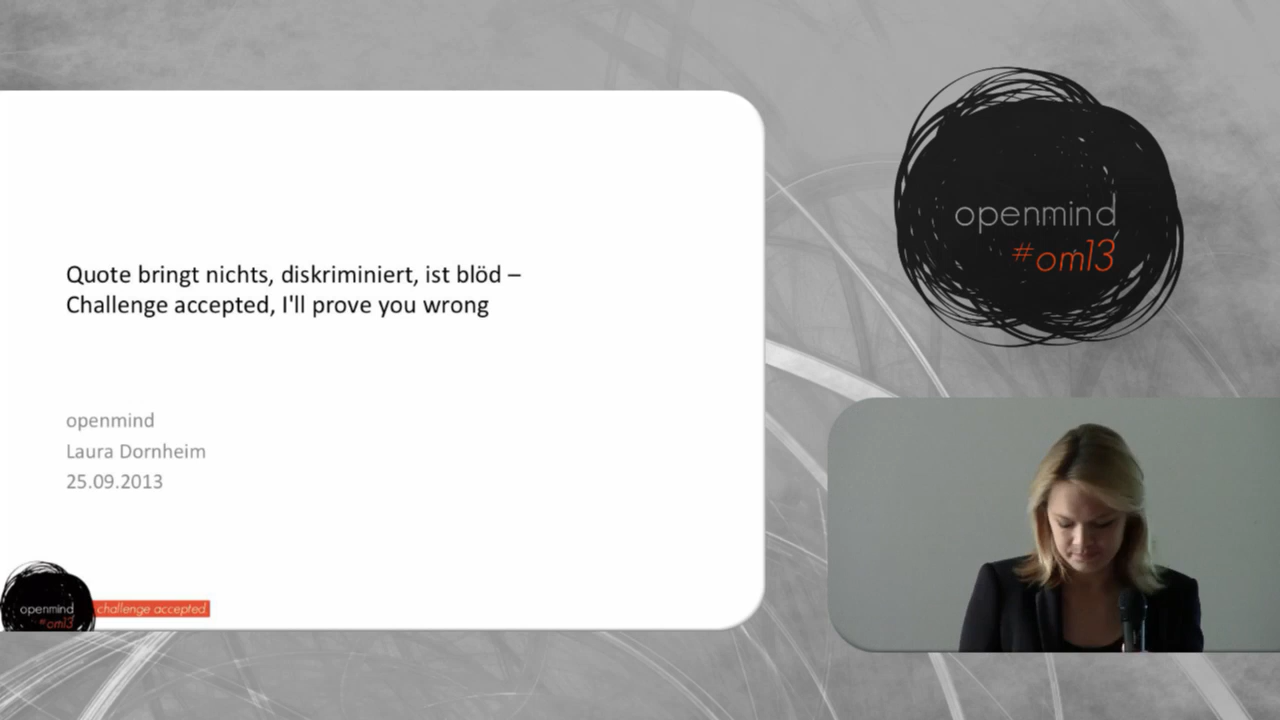 Quote bringt nichts, diskriminiert, ist blöd –
Challenge accepted, I'll prove you wrong
openmind
Laura Dornheim
25.09.2013
openmind
#om13
challenge accepted
openmind
#om13